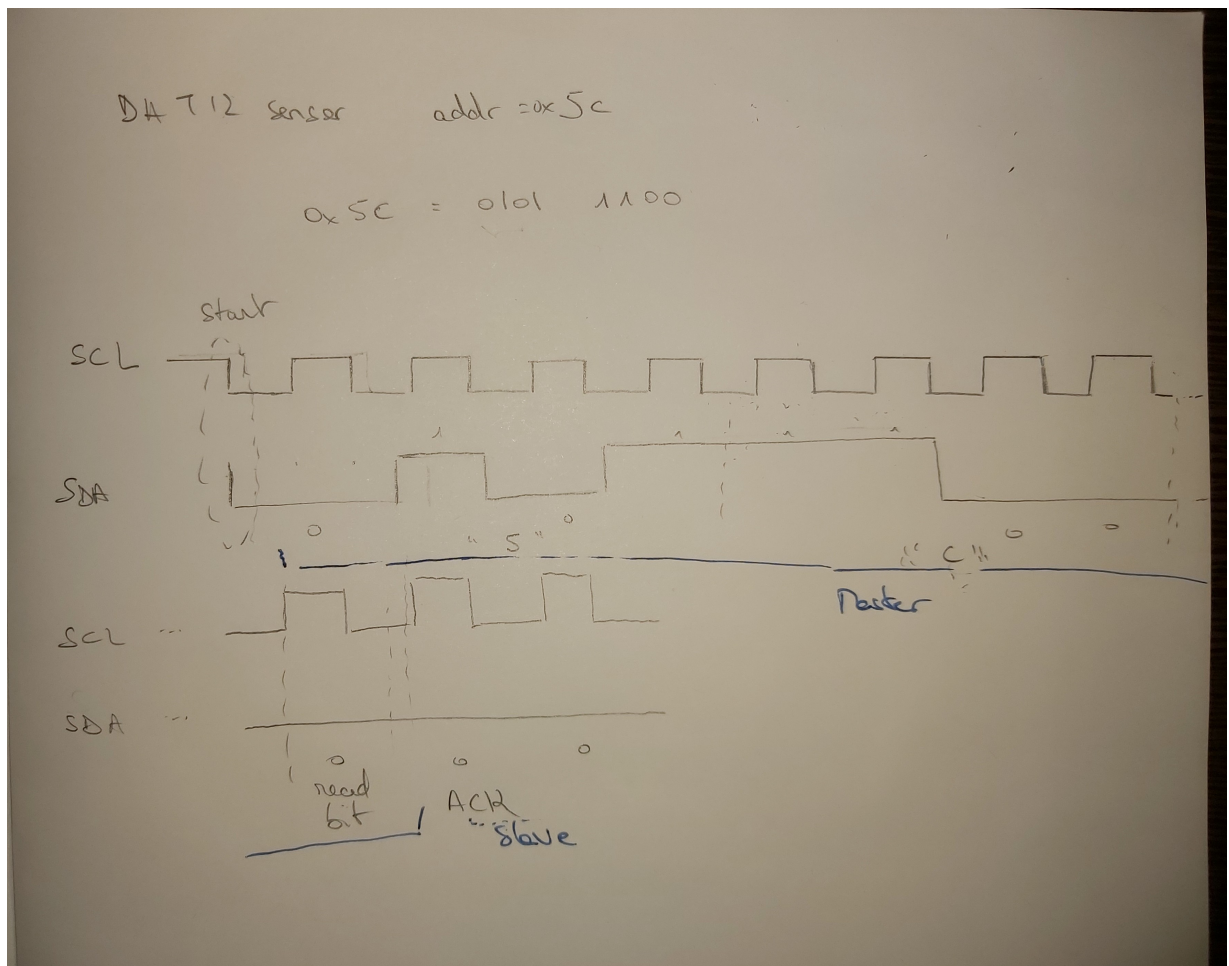 DHT12 sensor addr =0x5C
0x5C = 0101 1100
Start
SCL
1 1 1 1
SDA
0 0 0 0
"5" "C"
Master
SCL ...
SDA ...
0 0 0
read
bit
ACK
Slave